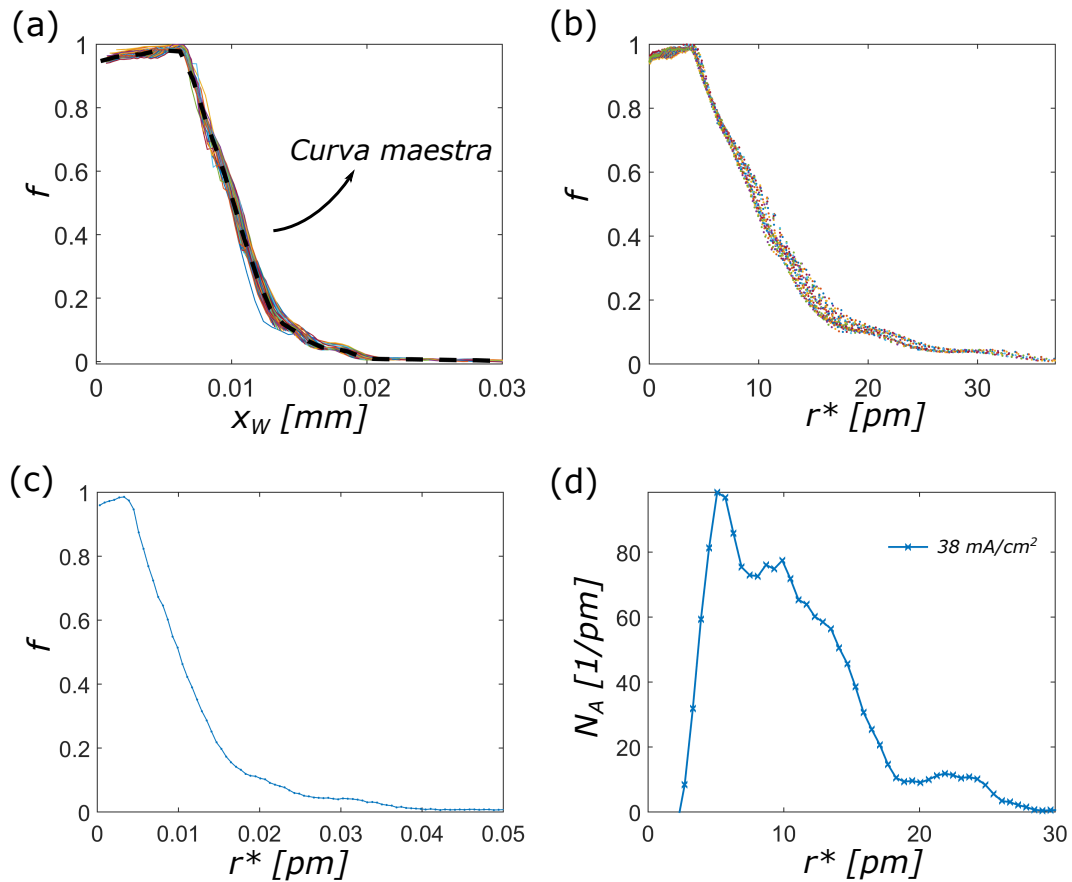 (a)
1
0.8
0.6
0.4
0.2
0
f
Curva maestra
0
0.01
0.02
0.03
x_W [mm]
(b)
1
0.8
0.6
0.4
0.2
0
f
0
10
20
30
r* [pm]
(c)
1
0.8
0.6
0.4
0.2
0
f
0
0.01
0.02
0.03
0.04
0.05
r* [pm]
(d)
80
60
40
20
0
N_A [1/pm]
38 mA/cm²
0
10
20
30
r* [pm]